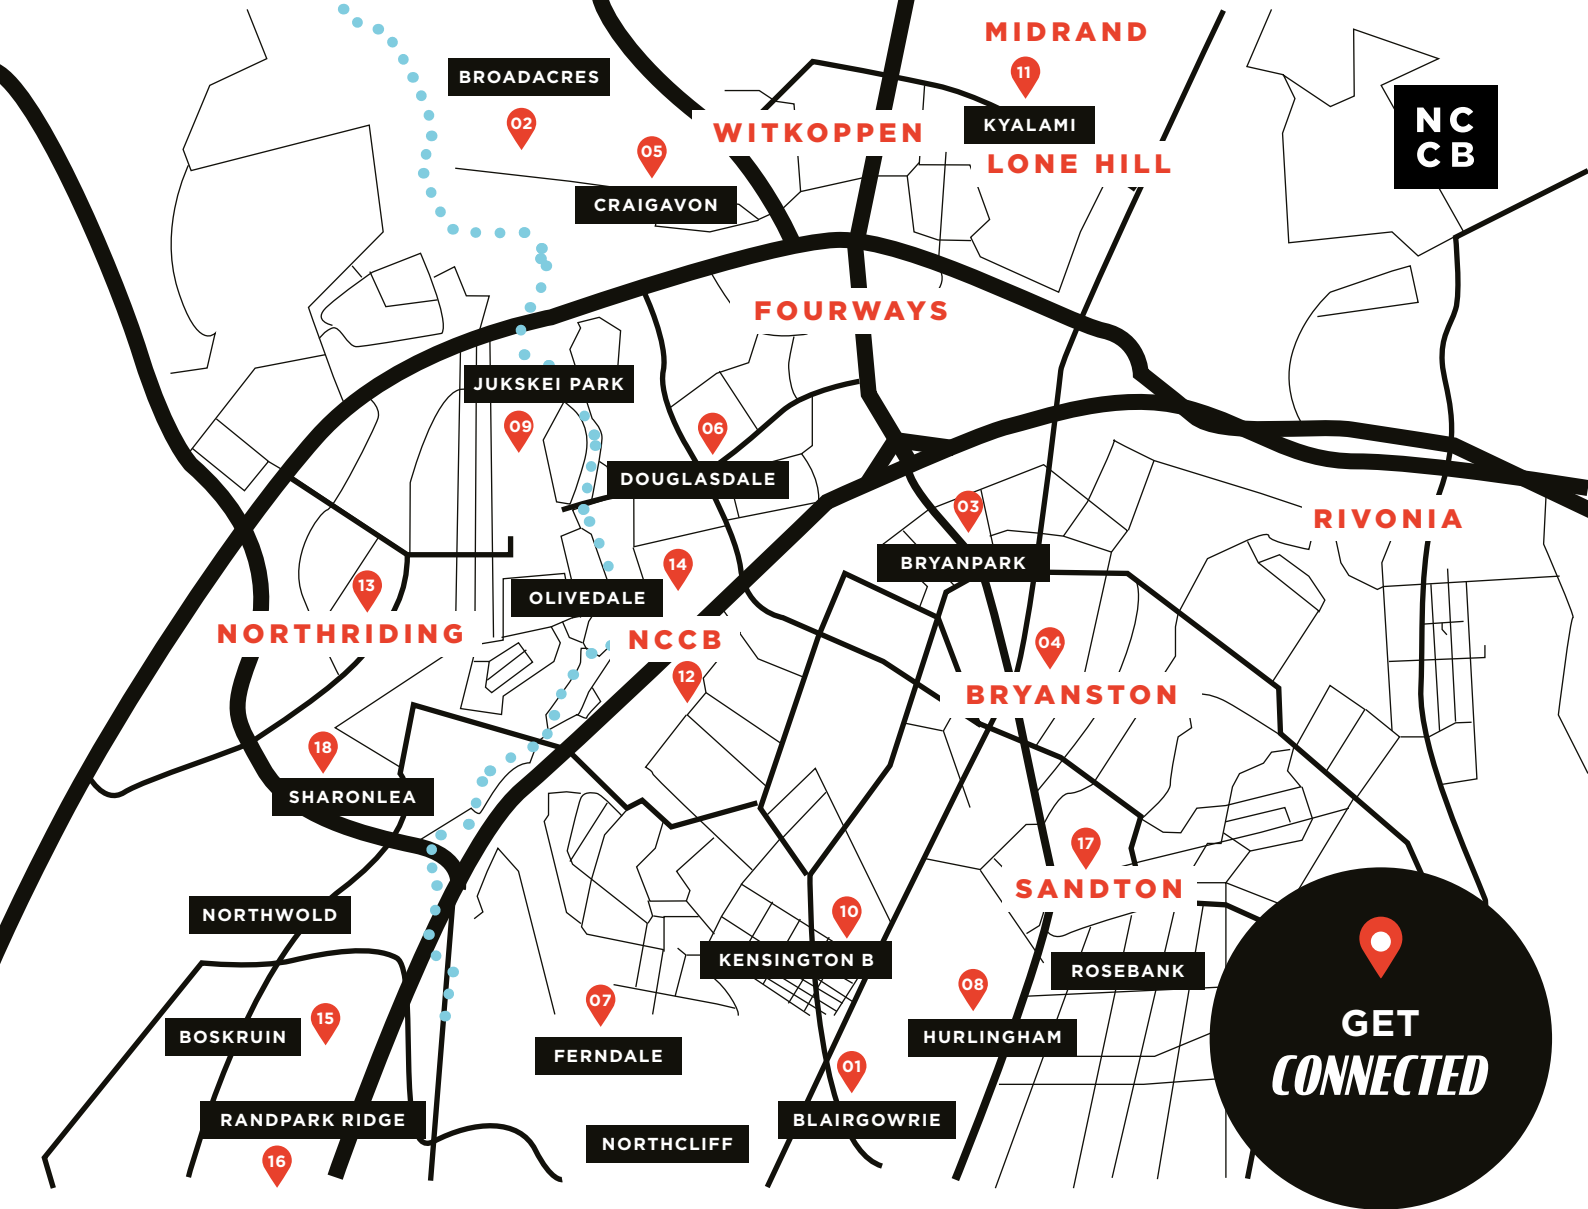 MIDRAND
11
BROADACRES
KYALAMI
02
WITKOPPEN
NC
CB
05
LONE HILL
CRAIGAVON
FOURWAYS
JUKSKEI PARK
09
06
DOUGLASDALE
03
RIVONIA
BRYANPARK
14
13
OLIVEDALE
NORTHRIDING
NCCB
04
12
BRYANSTON
18
SHARONLEA
17
SANDTON
NORTHWOLD
10
KENSINGTON B
ROSEBANK
08
07
15
BOSKRUIN
HURLINGHAM
GET
CONNECTED
FERNDALE
01
RANDPARK RIDGE
BLAIRGOWRIE
NORTHCLIFF
16